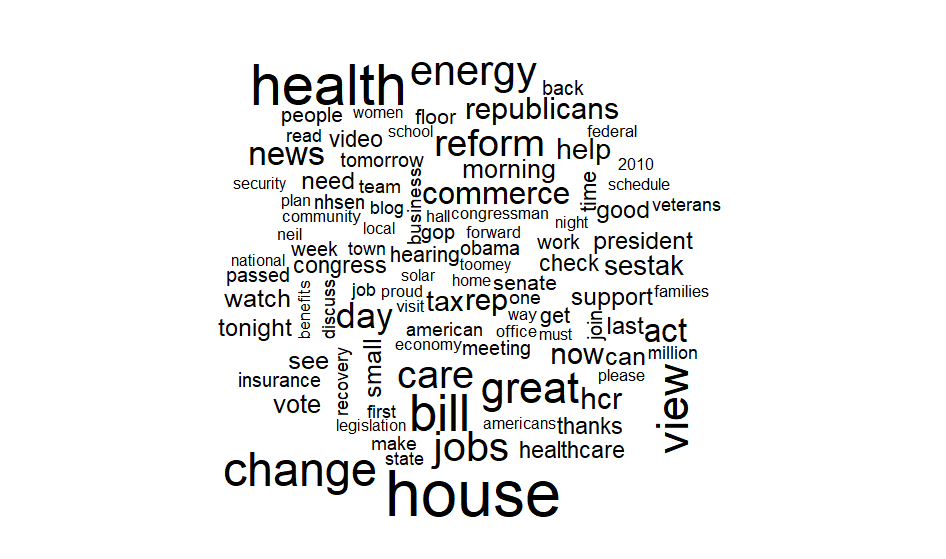 health energy
back
people women floor republicans
read video school reform help federal
news tomorrow morning 2010
security need team commerce time schedule
plan nhsen blog business good veterans
community local hall congressman night
neil gop forward
week town hearing obama work president
national congress solar toomey check sestak
passed job proud home senate
watch benefits discuss day visit tax rep one support families
tonight american office way get must join last act
see small economy meeting now can million
insurance recovery care great please hcr view
vote first bill americans thanks
legislation
make jobs healthcare
change state house